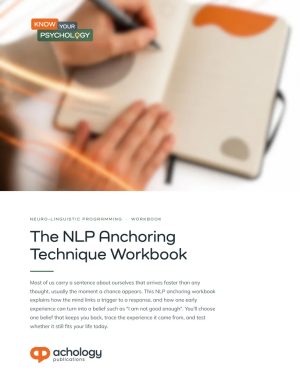 KNOW YOUR
PSYCHOLOGY
NEURO-LINGUISTIC PROGRAMMING · WORKBOOK
The NLP Anchoring
Technique Workbook
Most of us carry a sentence about ourselves that arrives faster than any
thought, usually the moment a chance appears. This NLP anchoring workbook
explains how the mind links a trigger to a response, and how one early
experience can turn into a belief such as "I am not good enough". You'll choose
one belief that keeps you back, trace the experience it came from, and test
whether it still fits your life today.
achology
publications